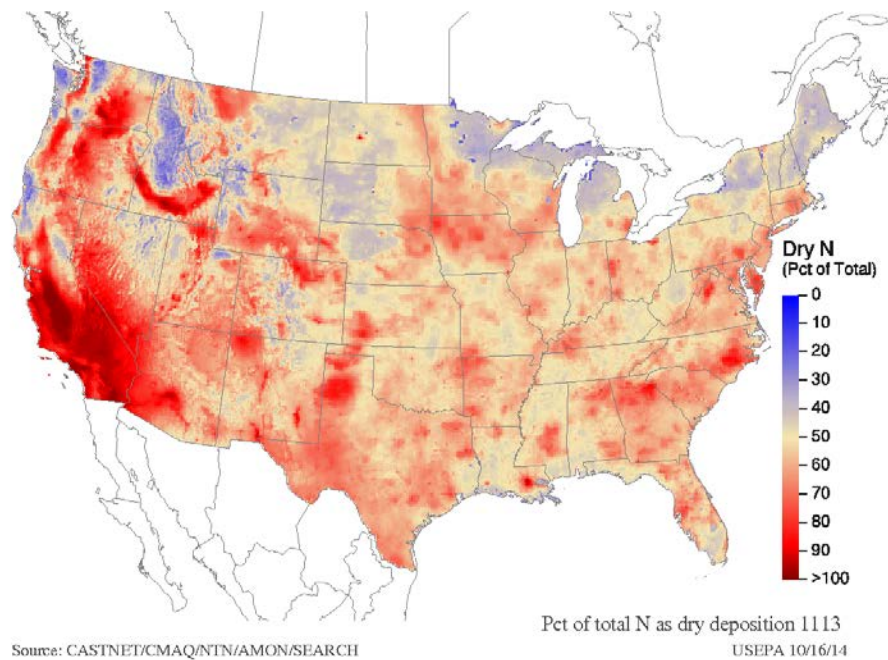 Dry N
(Pct of Total)
0
10
20
30
40
50
60
70
80
90
>100
Pct of total N as dry deposition 1113
Source: CASTNET/CMAQ/NTN/AMON/SEARCH
USEPA 10/16/14